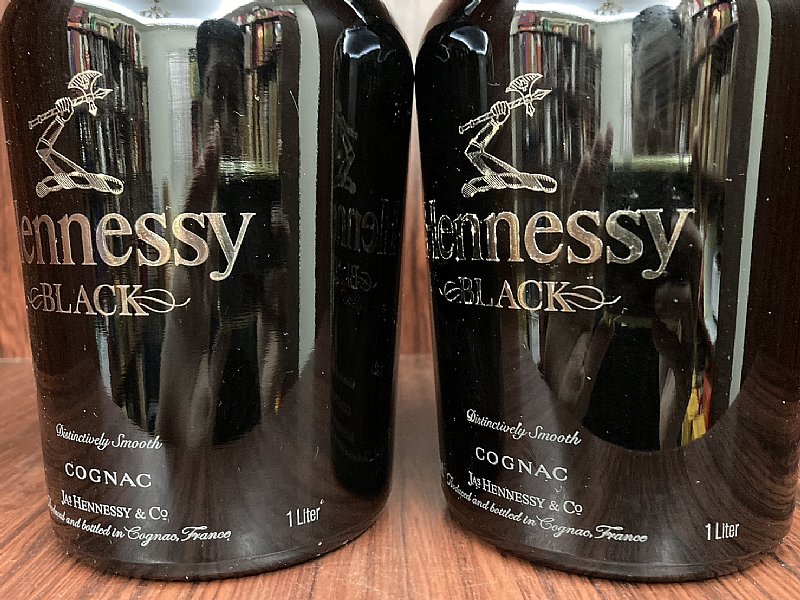 Hennessy
BLACK
Distinctively Smooth
COGNAC
JAS HENNESSY & CO
Produced and bottled in Cognac, France
1 Liter
Hennessy
BLACK
Distinctively Smooth
COGNAC
JAS HENNESSY & CO
Produced and bottled in Cognac, France
1 Liter